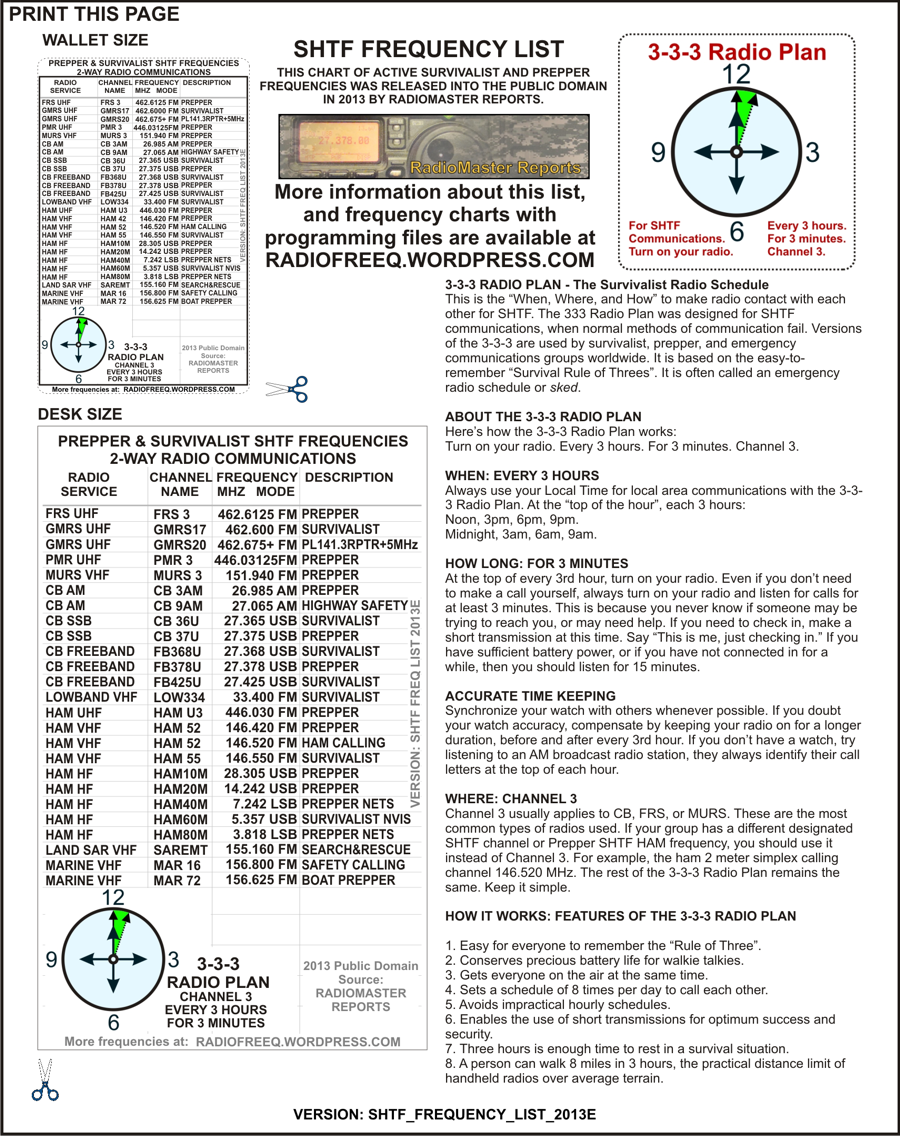 PRINT THIS PAGE
WALLET SIZE
PREPPER & SURVIVALIST SHTF FREQUENCIES
2-WAY RADIO COMMUNICATIONS
RADIO SERVICE CHANNEL NAME FREQUENCY MHZ MODE DESCRIPTION
FRS UHF FRS 3 462.6125 FM PREPPER
GMRS UHF GMRS17 462.6000 FM SURVIVALIST
GMRS UHF GMRS20 462.675+ FM PL141.3RPTR+5MHz
PMR UHF PMR 3 446.03125FM PREPPER
MURS VHF MURS 3 151.940 FM PREPPER
CB AM CB 3AM 26.985 AM PREPPER
CB AM CB 9AM 27.065 AM HIGHWAY SAFETY
CB SSB CB 36U 27.365 USB SURVIVALIST
CB SSB CB 37U 27.375 USB PREPPER
CB FREEBAND FB368U 27.368 USB SURVIVALIST
CB FREEBAND FB378U 27.378 USB PREPPER
CB FREEBAND FB425U 27.425 USB SURVIVALIST
LOWBAND VHF LOW334 33.400 FM SURVIVALIST
HAM UHF HAM U3 446.030 FM PREPPER
HAM VHF HAM 42 146.420 FM PREPPER
HAM VHF HAM 52 146.520 FM HAM CALLING
HAM VHF HAM 55 146.550 FM SURVIVALIST
HAM HF HAM10M 28.305 USB PREPPER
HAM HF HAM20M 14.242 USB PREPPER
HAM HF HAM40M 7.242 LSB PREPPER NETS
HAM HF HAM60M 5.357 USB SURVIVALIST NVIS
HAM HF HAM80M 3.818 LSB PREPPER NETS
LAND SAR VHF SAREMT 155.160 FM SEARCH&RESCUE
MARINE VHF MAR 16 156.800 FM SAFETY CALLING
MARINE VHF MAR 72 156.625 FM BOAT PREPPER
VERSION: SHTF FREQ LIST 2013E
12
9
3
6
3-3-3
RADIO PLAN
CHANNEL 3
EVERY 3 HOURS
FOR 3 MINUTES
2013 Public Domain
Source:
RADIOMASTER
REPORTS
More frequencies at: RADIOFREEQ.WORDPRESS.COM
SHTF FREQUENCY LIST
THIS CHART OF ACTIVE SURVIVALIST AND PREPPER
FREQUENCIES WAS RELEASED INTO THE PUBLIC DOMAIN
IN 2013 BY RADIOMASTER REPORTS.
27.378.00
RadioMaster Reports
More information about this list,
and frequency charts with
programming files are available at
RADIOFREEQ.WORDPRESS.COM
3-3-3 Radio Plan
12
9
3
6
For SHTF
Communications.
Turn on your radio.
Every 3 hours.
For 3 minutes.
Channel 3.
DESK SIZE
PREPPER & SURVIVALIST SHTF FREQUENCIES
2-WAY RADIO COMMUNICATIONS
RADIO SERVICE CHANNEL NAME FREQUENCY MHZ MODE DESCRIPTION
FRS UHF FRS 3 462.6125 FM PREPPER
GMRS UHF GMRS17 462.600 FM SURVIVALIST
GMRS UHF GMRS20 462.675+ FM PL141.3RPTR+5MHz
PMR UHF PMR 3 446.03125FM PREPPER
MURS VHF MURS 3 151.940 FM PREPPER
CB AM CB 3AM 26.985 AM PREPPER
CB AM CB 9AM 27.065 AM HIGHWAY SAFETY
CB SSB CB 36U 27.365 USB SURVIVALIST
CB SSB CB 37U 27.375 USB PREPPER
CB FREEBAND FB368U 27.368 USB SURVIVALIST
CB FREEBAND FB378U 27.378 USB PREPPER
CB FREEBAND FB425U 27.425 USB SURVIVALIST
LOWBAND VHF LOW334 33.400 FM SURVIVALIST
HAM UHF HAM U3 446.030 FM PREPPER
HAM VHF HAM 52 146.420 FM PREPPER
HAM VHF HAM 52 146.520 FM HAM CALLING
HAM VHF HAM 55 146.550 FM SURVIVALIST
HAM HF HAM10M 28.305 USB PREPPER
HAM HF HAM20M 14.242 USB PREPPER
HAM HF HAM40M 7.242 LSB PREPPER NETS
HAM HF HAM60M 5.357 USB SURVIVALIST NVIS
HAM HF HAM80M 3.818 LSB PREPPER NETS
LAND SAR VHF SAREMT 155.160 FM SEARCH&RESCUE
MARINE VHF MAR 16 156.800 FM SAFETY CALLING
MARINE VHF MAR 72 156.625 FM BOAT PREPPER
VERSION: SHTF FREQ LIST 2013E
12
9
3
6
3-3-3
RADIO PLAN
CHANNEL 3
EVERY 3 HOURS
FOR 3 MINUTES
2013 Public Domain
Source:
RADIOMASTER
REPORTS
More frequencies at: RADIOFREEQ.WORDPRESS.COM
3-3-3 RADIO PLAN - The Survivalist Radio Schedule
This is the “When, Where, and How” to make radio contact with each
other for SHTF. The 333 Radio Plan was designed for SHTF
communications, when normal methods of communication fail. Versions
of the 3-3-3 are used by survivalist, prepper, and emergency
communications groups worldwide. It is based on the easy-to-
remember “Survival Rule of Threes”. It is often called an emergency
radio schedule or sked.
ABOUT THE 3-3-3 RADIO PLAN
Here’s how the 3-3-3 Radio Plan works:
Turn on your radio. Every 3 hours. For 3 minutes. Channel 3.
WHEN: EVERY 3 HOURS
Always use your Local Time for local area communications with the 3-3-
3 Radio Plan. At the “top of the hour”, each 3 hours:
Noon, 3pm, 6pm, 9pm.
Midnight, 3am, 6am, 9am.
HOW LONG: FOR 3 MINUTES
At the top of every 3rd hour, turn on your radio. Even if you don’t need
to make a call yourself, always turn on your radio and listen for calls for
at least 3 minutes. This is because you never know if someone may be
trying to reach you, or may need help. If you need to check in, make a
short transmission at this time. Say “This is me, just checking in.” If you
have sufficient battery power, or if you have not connected in for a
while, then you should listen for 15 minutes.
ACCURATE TIME KEEPING
Synchronize your watch with others whenever possible. If you doubt
your watch accuracy, compensate by keeping your radio on for a longer
duration, before and after every 3rd hour. If you don’t have a watch, try
listening to an AM broadcast radio station, they always identify their call
letters at the top of each hour.
WHERE: CHANNEL 3
Channel 3 usually applies to CB, FRS, or MURS. These are the most
common types of radios used. If your group has a different designated
SHTF channel or Prepper SHTF HAM frequency, you should use it
instead of Channel 3. For example, the ham 2 meter simplex calling
channel 146.520 MHz. The rest of the 3-3-3 Radio Plan remains the
same. Keep it simple.
HOW IT WORKS: FEATURES OF THE 3-3-3 RADIO PLAN
1. Easy for everyone to remember the “Rule of Three”.
2. Conserves precious battery life for walkie talkies.
3. Gets everyone on the air at the same time.
4. Sets a schedule of 8 times per day to call each other.
5. Avoids impractical hourly schedules.
6. Enables the use of short transmissions for optimum success and
security.
7. Three hours is enough time to rest in a survival situation.
8. A person can walk 8 miles in 3 hours, the practical distance limit of
handheld radios over average terrain.
VERSION: SHTF_FREQUENCY_LIST_2013E